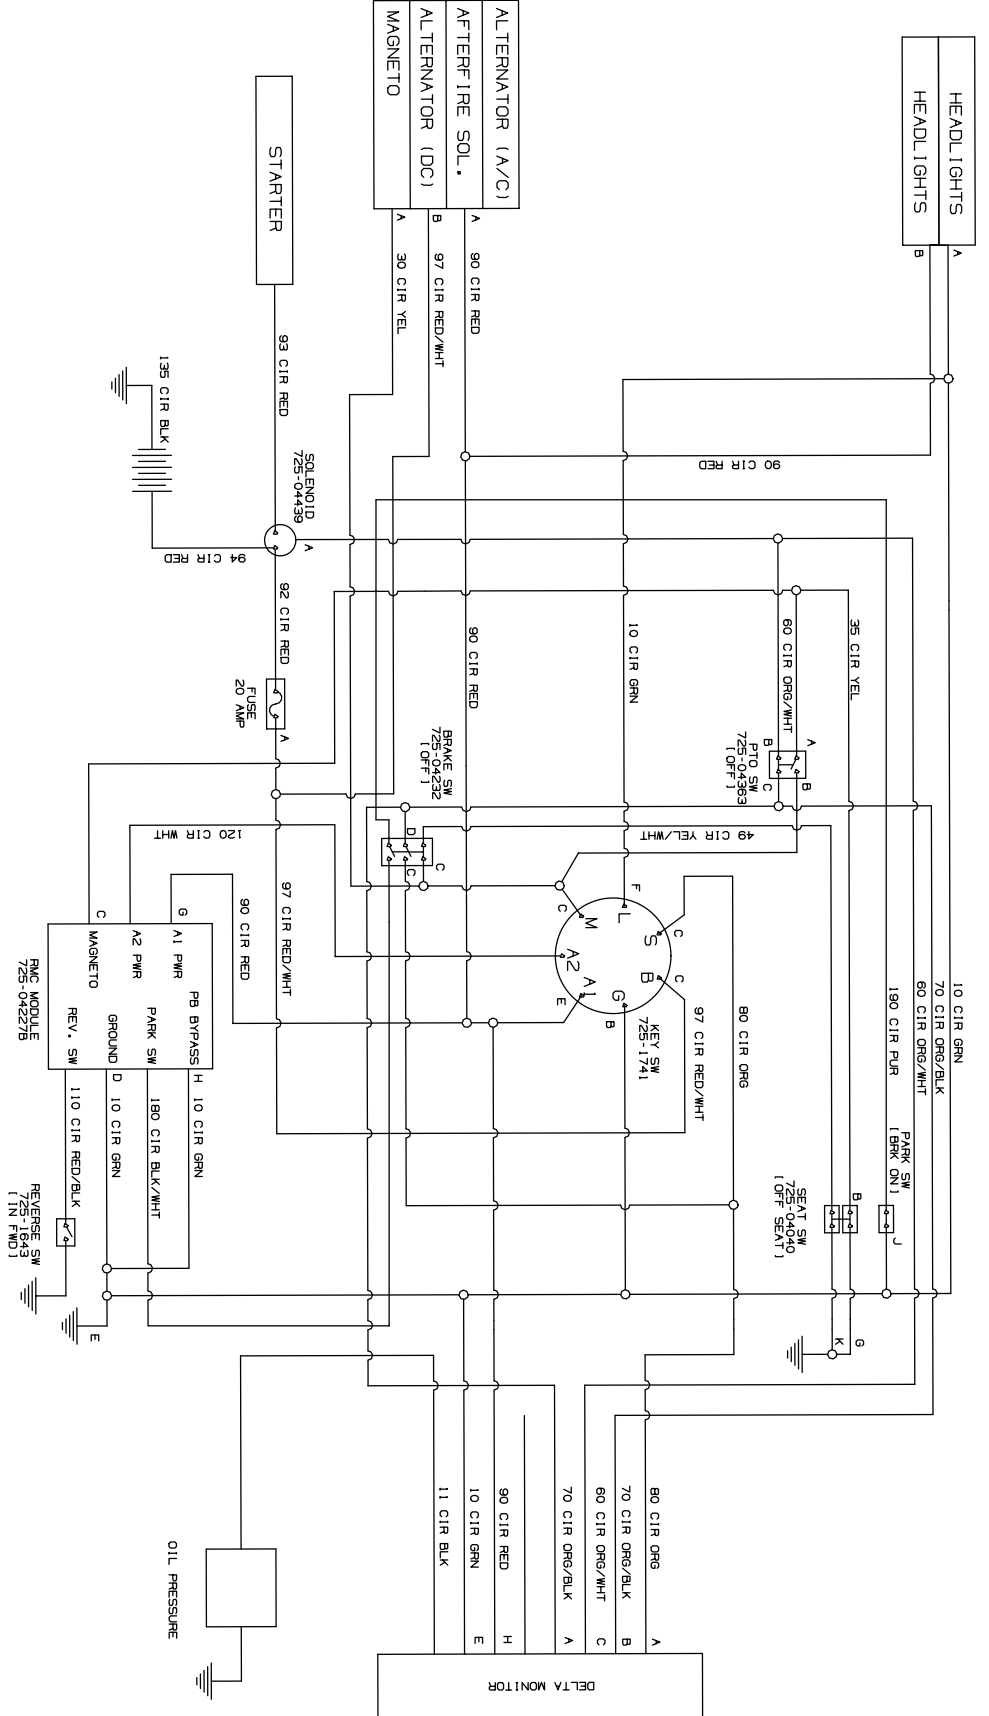 HEADLIGHTS
HEADLIGHTS
A
B
ALTERNATOR (A/C)
AFTERFIRE SOL.
ALTERNATOR (DC)
MAGNETO
A
B
A
90 CIR RED
97 CIR RED/WHT
30 CIR YEL
STARTER
93 CIR RED
135 CIR BLK
94 CIR RED
SOLENOID
725-04439
A
92 CIR RED
FUSE
20 AMP
A
90 CIR RED
10 CIR GRN
90 CIR RED
35 CIR YEL
60 CIR ORG/WHT
A
B
B
C
PTO SW
725-04363
[OFF]
BRAKE SW
725-04232
[OFF]
D
C
C
49 CIR YEL/WHT
120 CIR WHT
97 CIR RED/WHT
90 CIR RED
F
C
C
C
E
B
L
S
B
G
A1
A2
M
KEY SW
725-1741
97 CIR RED/WHT
80 CIR ORG
10 CIR GRN
70 CIR ORG/BLK
60 CIR ORG/WHT
190 CIR PUR
PARK SW
[BRK ON]
J
SEAT SW
725-04040
[OFF SEAT]
B
G
K
G
C
A1 PWR
A2 PWR
MAGNETO
PB BYPASS
PARK SW
GROUND
REV. SW
RMC MODULE
725-04227B
H
D
10 CIR GRN
180 CIR BLK/WHT
10 CIR GRN
110 CIR RED/BLK
REVERSE SW
725-1643
[IN FWD]
E
80 CIR ORG
70 CIR ORG/BLK
60 CIR ORG/WHT
70 CIR ORG/BLK
90 CIR RED
10 CIR GRN
11 CIR BLK
A
B
C
A
H
E
DELTA MONITOR
OIL PRESSURE